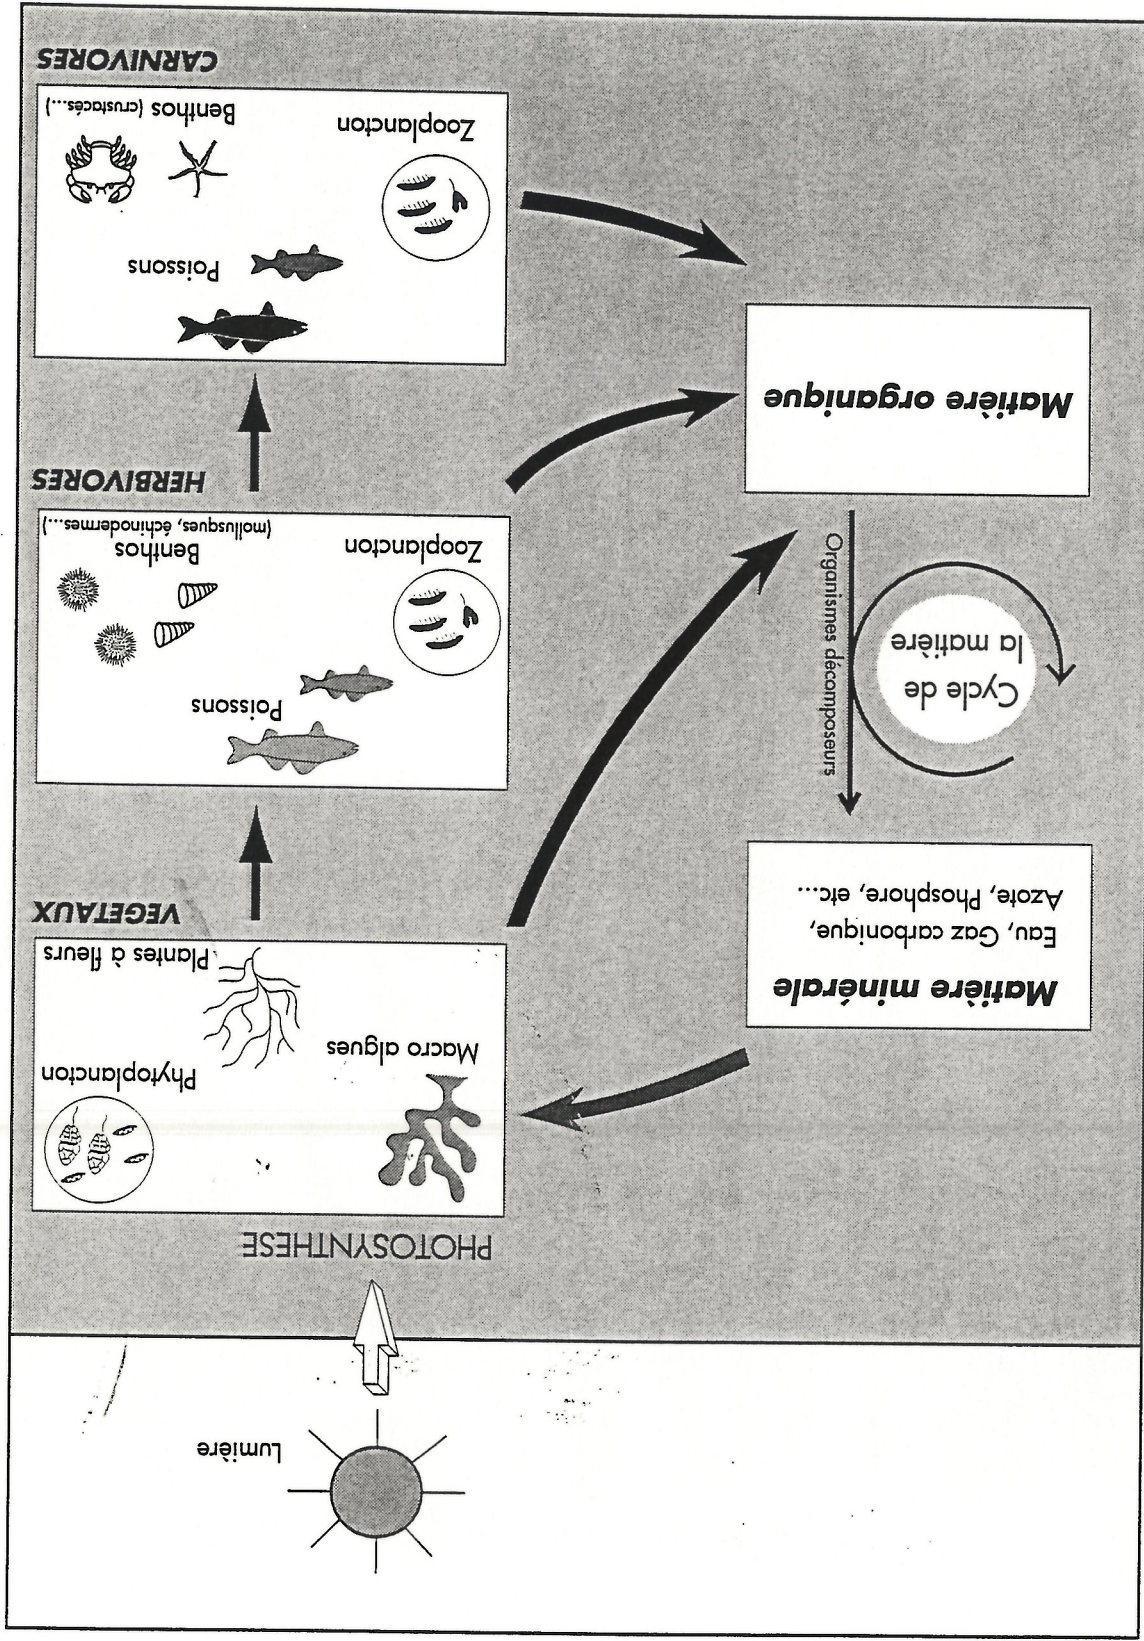 Lumière
PHOTOSYNTHESE
Matière minérale
Eau, Gaz carbonique,
Azote, Phosphore, etc...
Macro algues
Phytoplancton
Plantes à fleurs
VEGETAUX
Cycle de
la matière
Organismes décomposeurs
Poissons
Zooplancton
Benthos
(mollusques, échinodermes...)
HERBIVORES
Matière organique
Poissons
Zooplancton
Benthos (crustacés...)
CARNIVORES